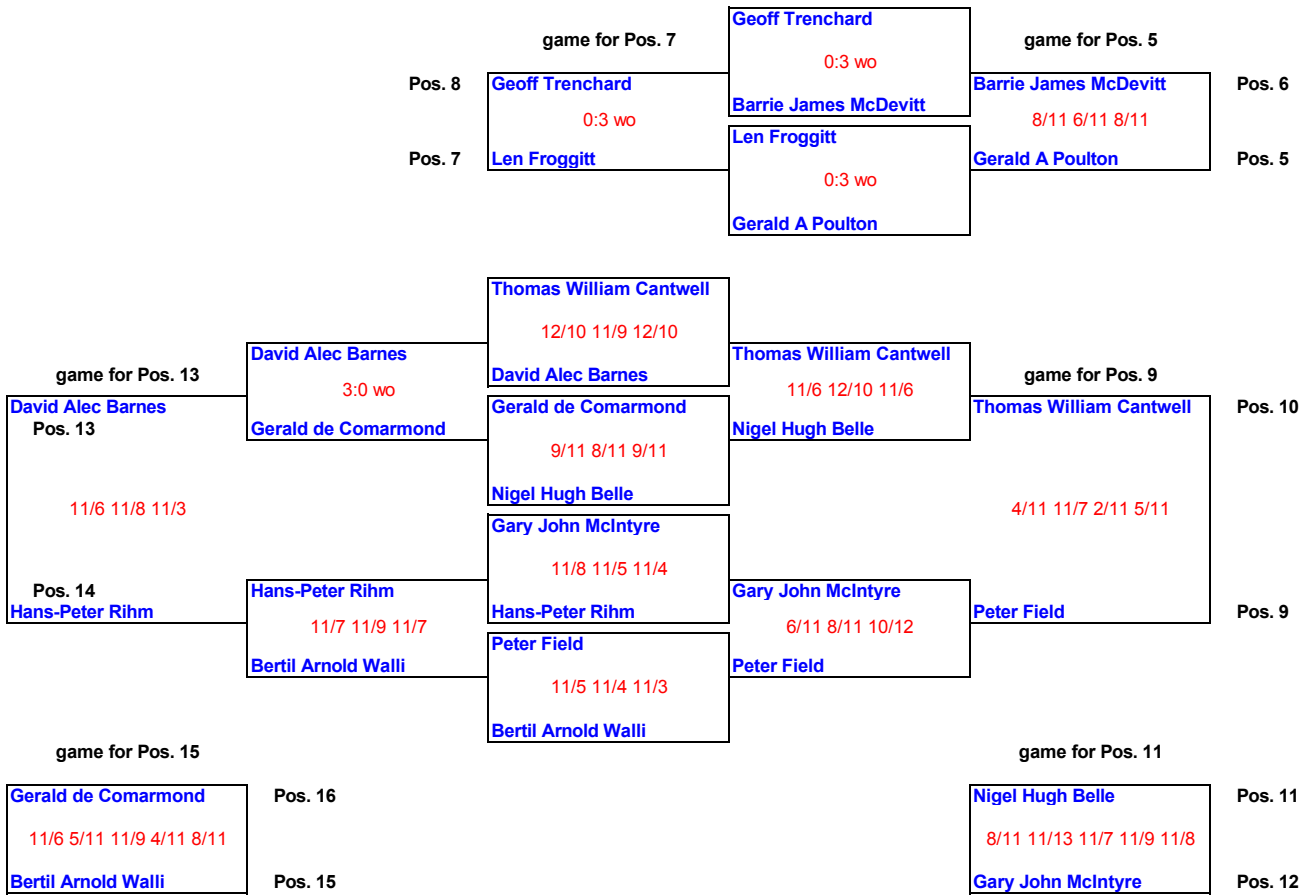 Geoff Trenchard
game for Pos. 7
game for Pos. 5
0:3 wo
Pos. 8
Geoff Trenchard
Barrie James McDevitt
Pos. 6
Barrie James McDevitt
0:3 wo
8/11 6/11 8/11
Len Froggitt
Pos. 7
Len Froggitt
Gerald A Poulton
Pos. 5
0:3 wo
Gerald A Poulton
Thomas William Cantwell
12/10 11/9 12/10
David Alec Barnes
Thomas William Cantwell
game for Pos. 13
David Alec Barnes
game for Pos. 9
3:0 wo
11/6 12/10 11/6
David Alec Barnes
Gerald de Comarmond
Thomas William Cantwell
Pos. 10
Pos. 13
Gerald de Comarmond
Nigel Hugh Belle
9/11 8/11 9/11
Nigel Hugh Belle
11/6 11/8 11/3
4/11 11/7 2/11 5/11
Gary John McIntyre
11/8 11/5 11/4
Pos. 14
Hans-Peter Rihm
Gary John McIntyre
Hans-Peter Rihm
Hans-Peter Rihm
Peter Field
Pos. 9
11/7 11/9 11/7
6/11 8/11 10/12
Peter Field
Bertil Arnold Walli
Peter Field
11/5 11/4 11/3
Bertil Arnold Walli
game for Pos. 15
game for Pos. 11
Gerald de Comarmond
Pos. 16
Nigel Hugh Belle
Pos. 11
11/6 5/11 11/9 4/11 8/11
8/11 11/13 11/7 11/9 11/8
Bertil Arnold Walli
Pos. 15
Gary John McIntyre
Pos. 12